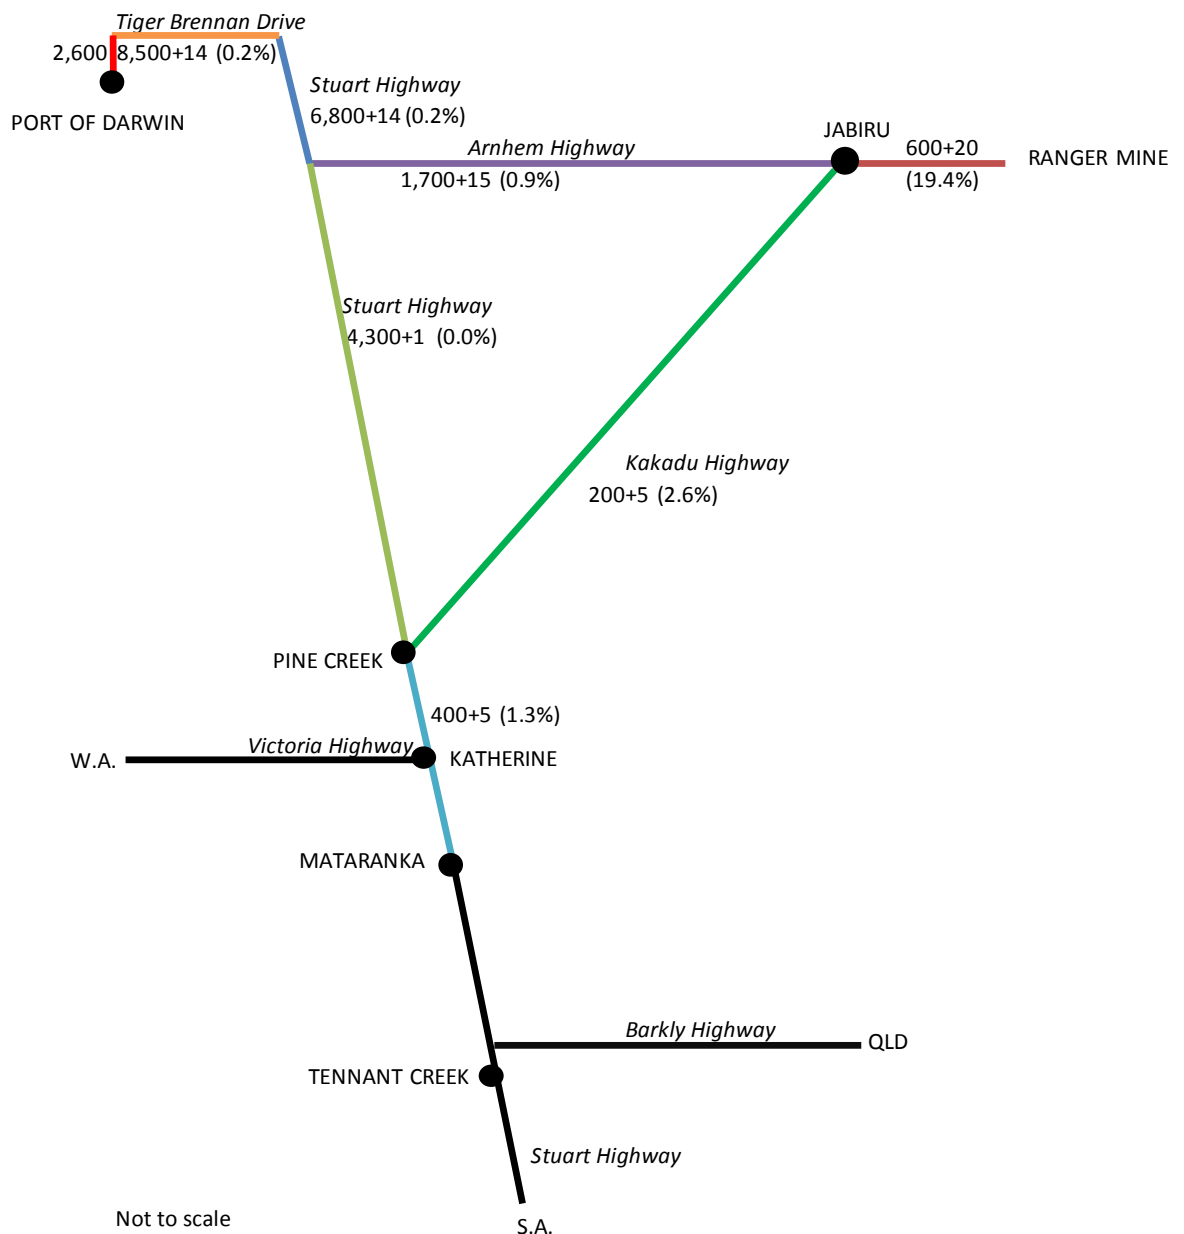 Tiger Brennan Drive
2,600 8,500+14 (0.2%)
PORT OF DARWIN
Stuart Highway
6,800+14 (0.2%)
JABIRU
Arnhem Highway
1,700+15 (0.9%)
600+20
(19.4%)
RANGER MINE
Stuart Highway
4,300+1 (0.0%)
Kakadu Highway
200+5 (2.6%)
PINE CREEK
400+5 (1.3%)
Victoria Highway
W.A.
KATHERINE
MATARANKA
Barkly Highway
QLD
TENNANT CREEK
Stuart Highway
Not to scale
S.A.